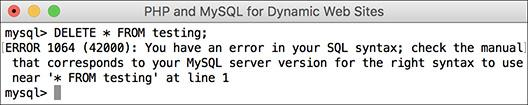 PHP and MySQL for Dynamic Web Sites
mysql> DELETE * FROM testing;
ERROR 1064 (42000): You have an error in your SQL syntax; check the manual
that corresponds to your MySQL server version for the right syntax to use
near '* FROM testing' at line 1
mysql>